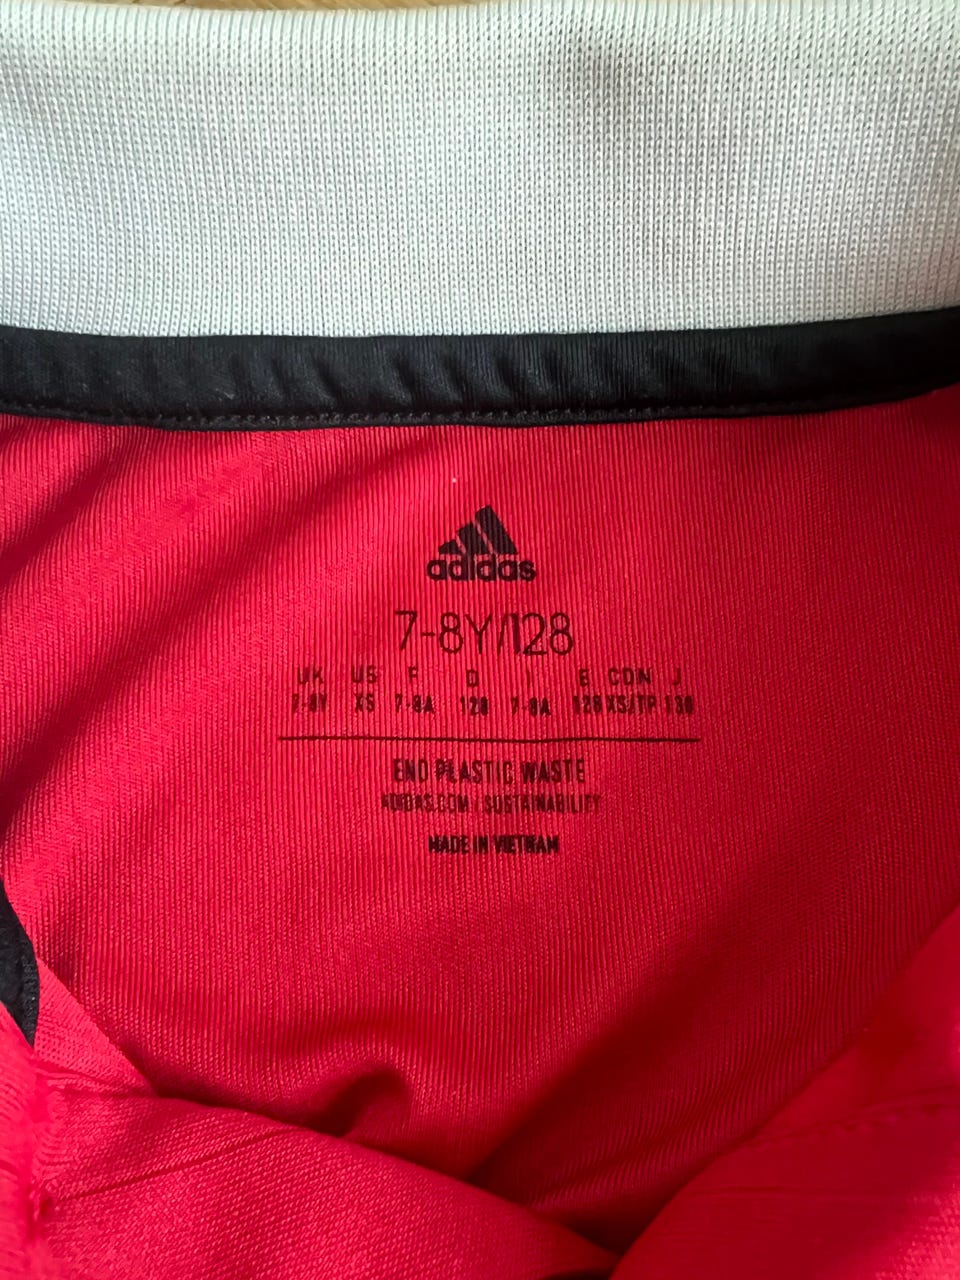 adidas
7-8Y/128
UK US F D I E CDN J
7-8Y XS 7-8A 128 7-8A 128 XS/TP 130
END PLASTIC WASTE
ADIDAS.COM / SUSTAINABILITY
MADE IN VIETNAM